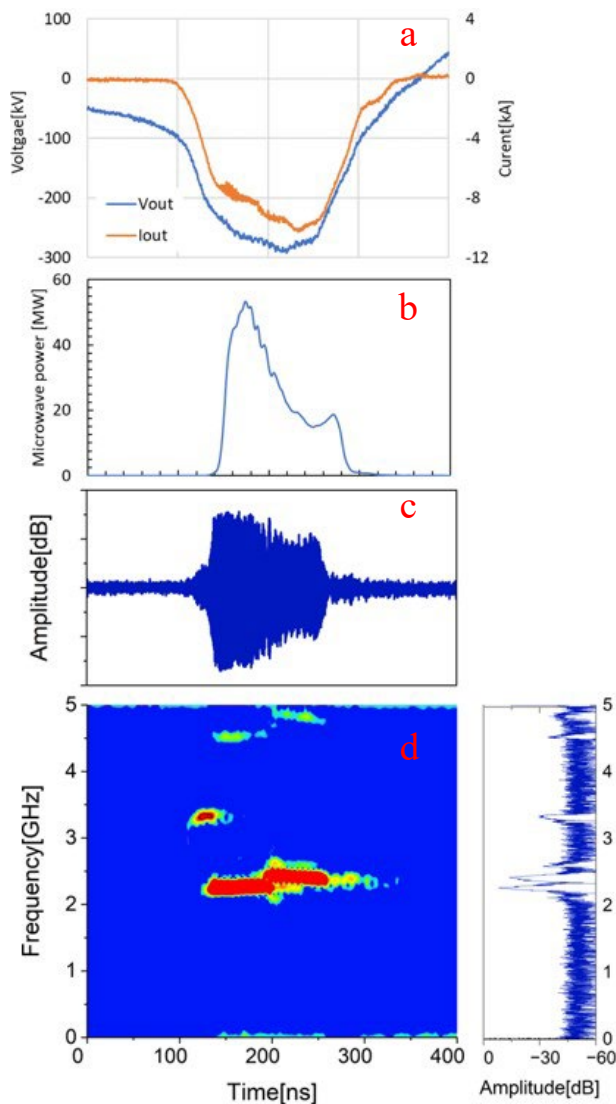 a
100
0
-100
-200
-300
Voltgae[kV]
4
0
-4
-8
-12
Curent[kA]
Vout
Iout
b
60
40
20
0
Microwave power [MW]
c
Amplitude[dB]
d
5
4
3
2
1
0
Frequency[GHz]
0 100 200 300 400
Time[ns]
5
4
3
2
1
0
0 −30 −60
Amplitude[dB]